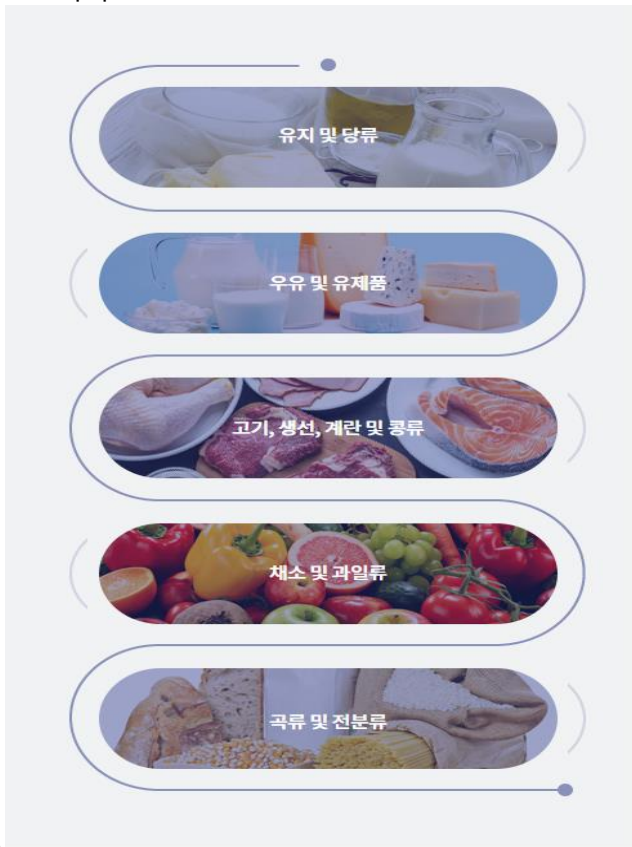 유지 및 당류
우유 및 유제품
고기, 생선, 계란 및 콩류
채소 및 과일류
곡류 및 전분류